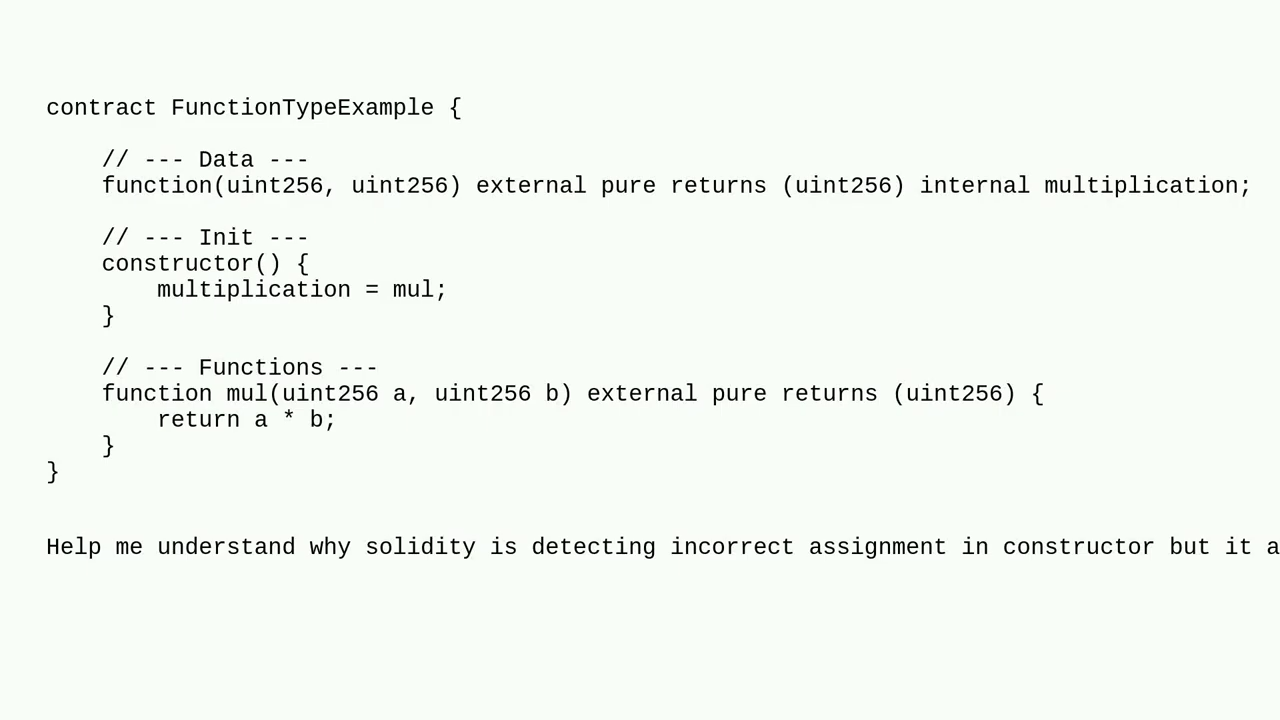 contract FunctionTypeExample {
// --- Data ---
function(uint256, uint256) external pure returns (uint256) internal multiplication;
// --- Init ---
constructor() {
multiplication = mul;
}
// --- Functions ---
function mul(uint256 a, uint256 b) external pure returns (uint256) {
return a * b;
}
}
Help me understand why solidity is detecting incorrect assignment in constructor but it a